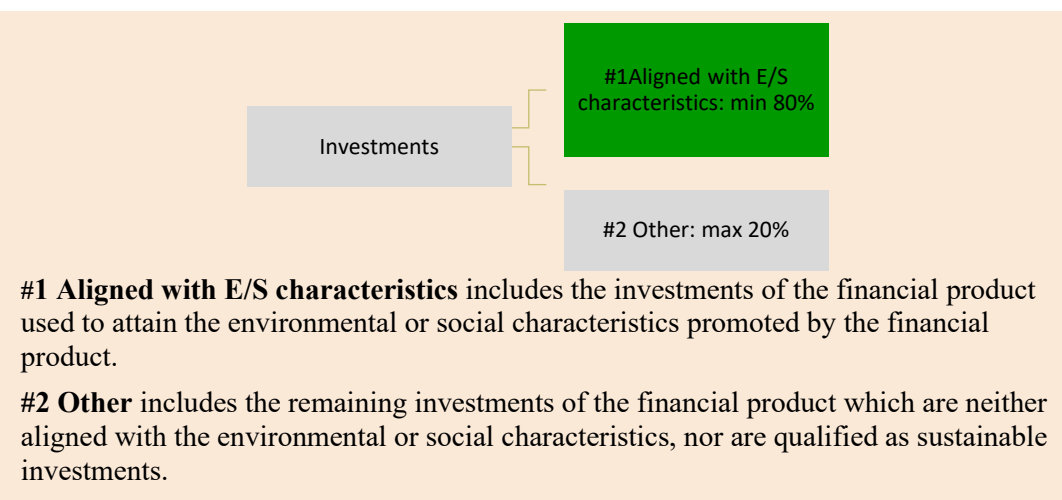 #1Aligned with E/S
characteristics: min 80%
Investments
#2 Other: max 20%
#1 Aligned with E/S characteristics includes the investments of the financial product
used to attain the environmental or social characteristics promoted by the financial
product.
#2 Other includes the remaining investments of the financial product which are neither
aligned with the environmental or social characteristics, nor are qualified as sustainable
investments.